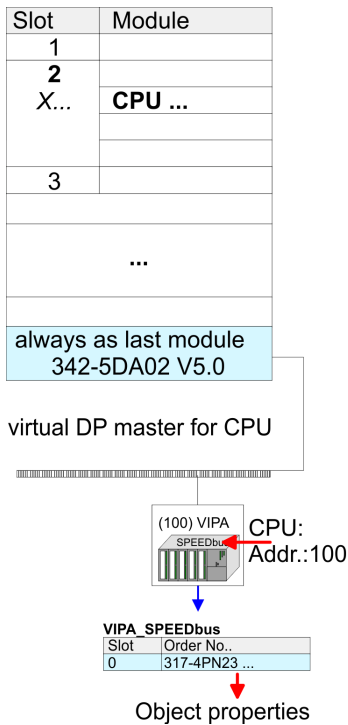 Slot Module
1
2
X... CPU ...
3
...
always as last module
342-5DA02 V5.0
virtual DP master for CPU
(100) VIPA
SPEEDbu
CPU:
Addr.:100
VIPA_SPEEDbus
Slot Order No..
0 317-4PN23 ...
Object properties